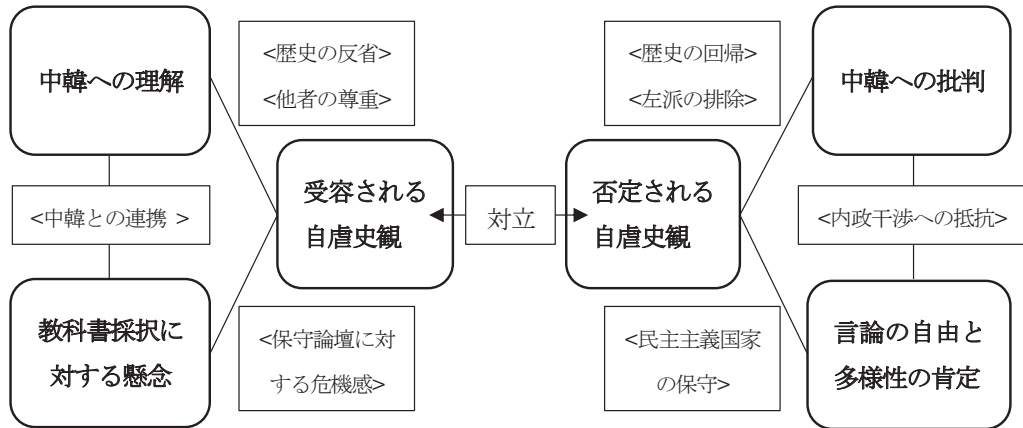 中韓への理解
<歴史の反省>
<他者の尊重>
<歴史の回帰>
<左派の排除>
中韓への批判
<中韓との連携 >
受容される
自虐史観
対立
否定される
自虐史観
<内政干渉への抵抗>
教科書採択に
対する懸念
<保守論壇に対
する危機感>
<民主主義国家
の保守>
言論の自由と
多様性の肯定